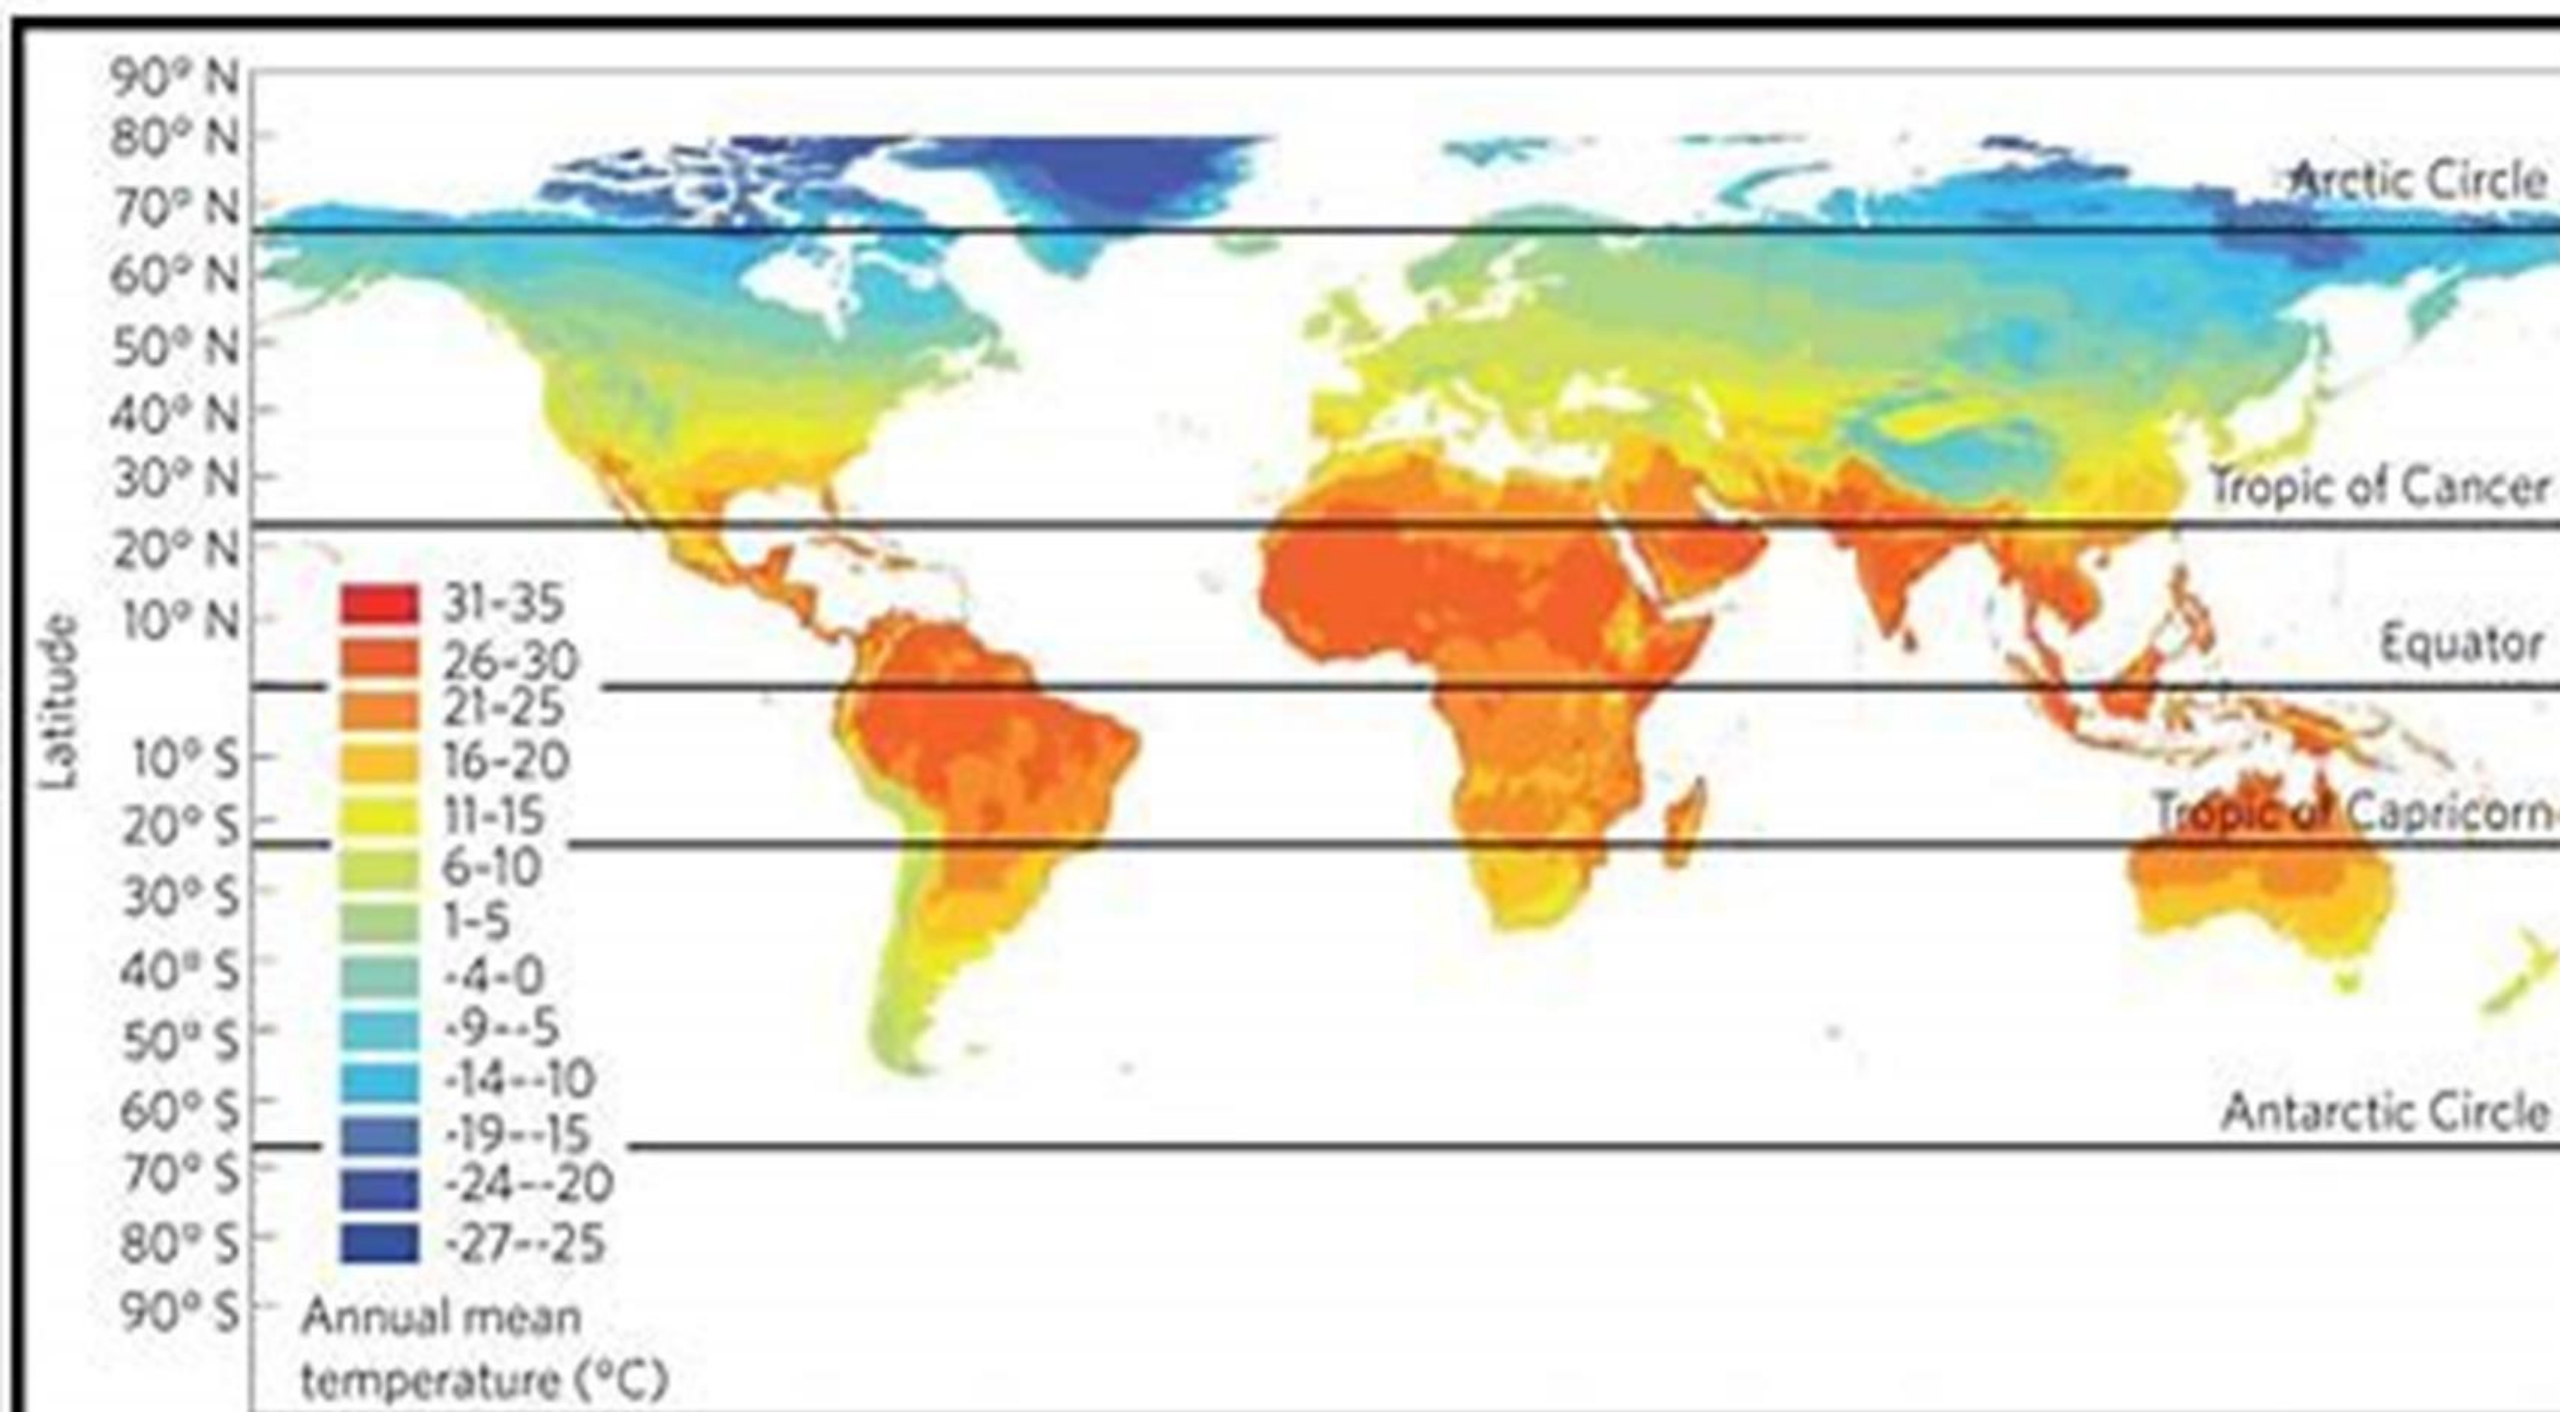 90° N
80° N
70° N
60° N
50° N
40° N
30° N
20° N
10° N
10° S
20° S
30° S
40° S
50° S
60° S
70° S
80° S
90° S
Latitude
Arctic Circle
Tropic of Cancer
Equator
Tropic of Capricorn
Antarctic Circle
31-35
26-30
21-25
16-20
11-15
6-10
1-5
-4-0
-9--5
-14--10
-19--15
-24--20
-27--25
Annual mean
temperature (°C)